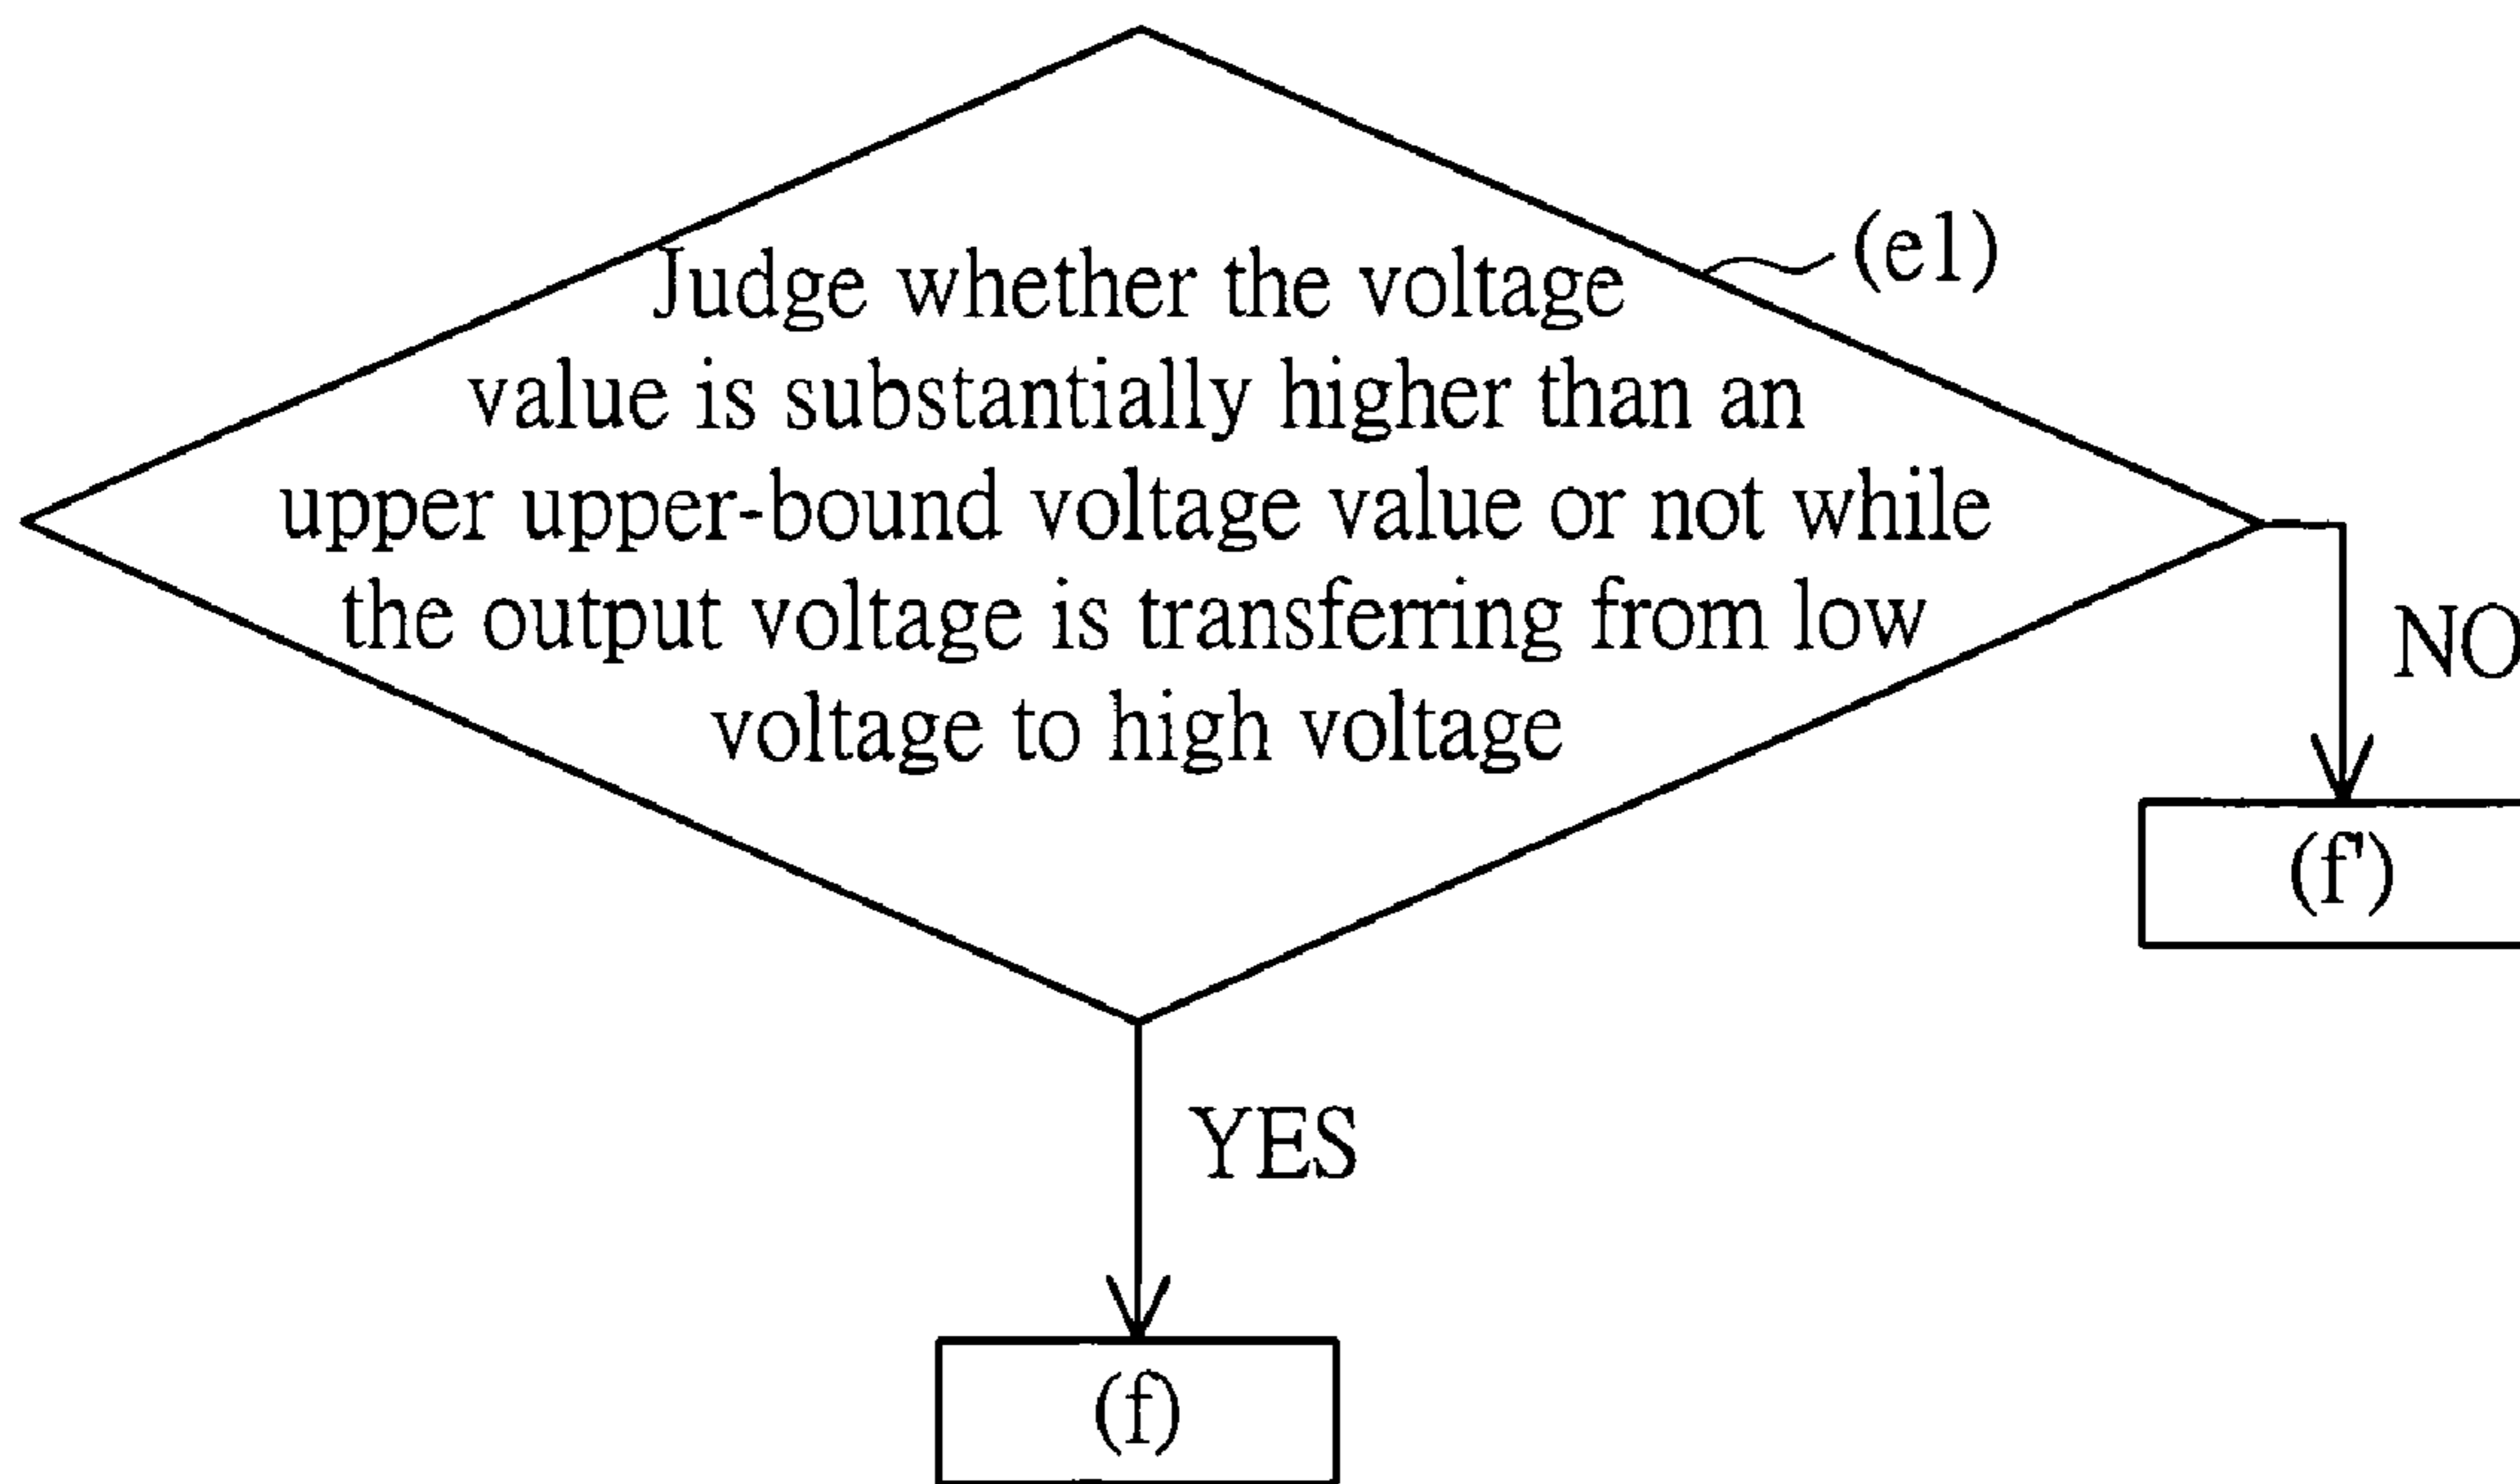 (e1)
Judge whether the voltage
value is substantially higher than an
upper upper-bound voltage value or not while
the output voltage is transferring from low
voltage to high voltage
NO
(f')
YES
(f)